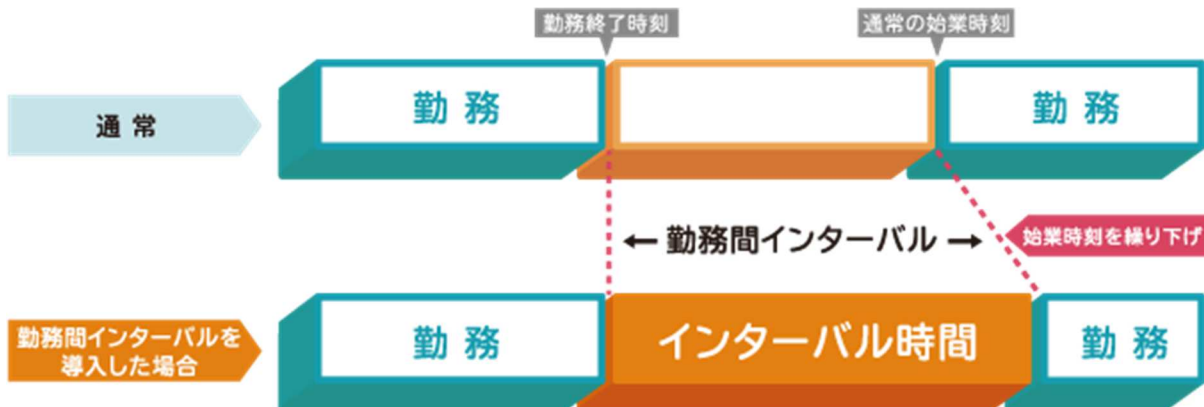 勤務終了時刻
通常の始業時刻
通常
勤務
勤務
← 勤務間インターバル →
始業時刻を繰り下げ
勤務間インターバルを
導入した場合
勤務
インターバル時間
勤務